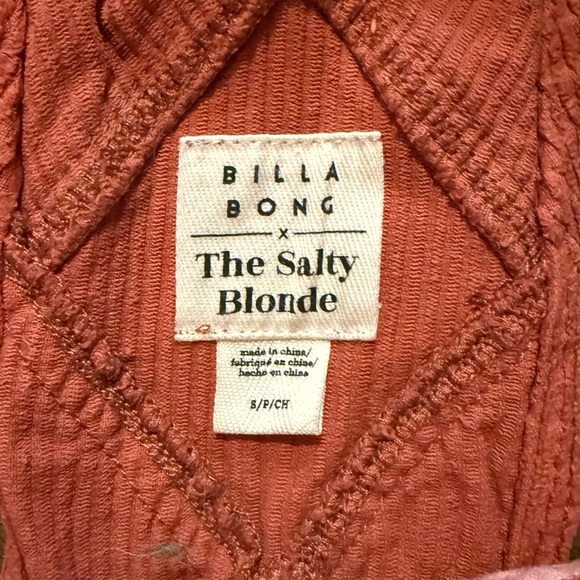 BILLA
BONG
x
The Salty
Blonde
made in china/
fabriqué en chine/
hecho en china
S/P/CH